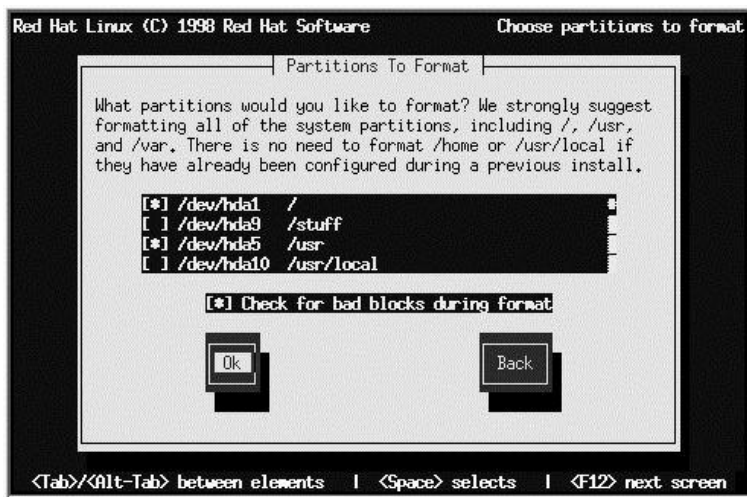 Red Hat Linux (C) 1998 Red Hat Software Choose partitions to format
Partitions To Format
What partitions would you like to format? We strongly suggest
formatting all of the system partitions, including /, /usr,
and /var. There is no need to format /home or /usr/local if
they have already been configured during a previous install.
[*] /dev/hda1 /
[ ] /dev/hda9 /stuff
[*] /dev/hda5 /usr
[ ] /dev/hda10 /usr/local
[*] Check for bad blocks during format
Ok Back
<Tab>/<Alt-Tab> between elements | <Space> selects | <F12> next screen